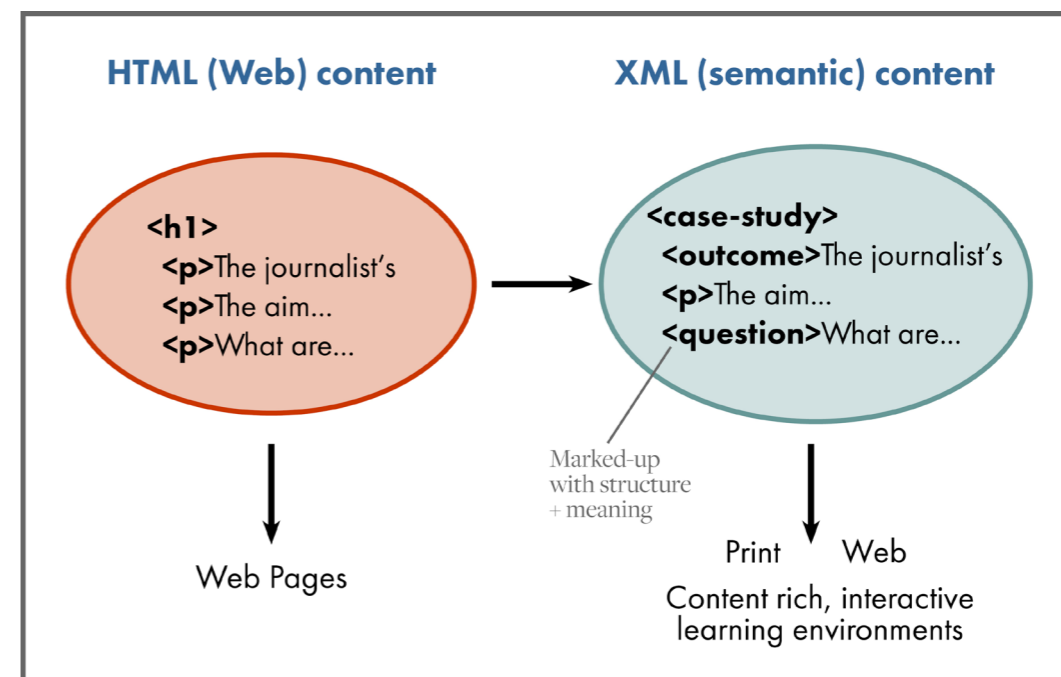 HTML (Web) content
<h1>
<p>The journalist's
<p>The aim...
<p>What are...
Web Pages
XML (semantic) content
<case-study>
<outcome>The journalist's
<p>The aim...
<question>What are...
Marked-up
with structure
+ meaning
Print Web
Content rich, interactive
learning environments